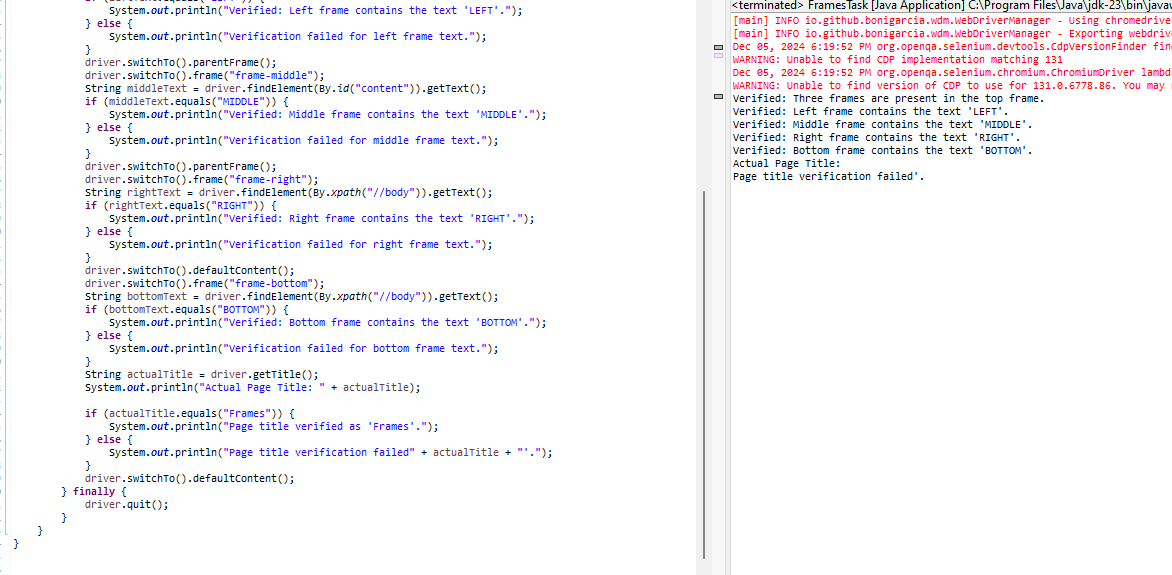 System.out.println("Verified: Left frame contains the text 'LEFT'.");
} else {
System.out.println("Verification failed for left frame text.");
}
driver.switchTo().parentFrame();
driver.switchTo().frame("frame-middle");
String middleText = driver.findElement(By.id("content")).getText();
if (middleText.equals("MIDDLE")) {
System.out.println("Verified: Middle frame contains the text 'MIDDLE'.");
} else {
System.out.println("Verification failed for middle frame text.");
}
driver.switchTo().parentFrame();
driver.switchTo().frame("frame-right");
String rightText = driver.findElement(By.xpath("//body")).getText();
if (rightText.equals("RIGHT")) {
System.out.println("Verified: Right frame contains the text 'RIGHT'.");
} else {
System.out.println("Verification failed for right frame text.");
}
driver.switchTo().defaultContent();
driver.switchTo().frame("frame-bottom");
String bottomText = driver.findElement(By.xpath("//body")).getText();
if (bottomText.equals("BOTTOM")) {
System.out.println("Verified: Bottom frame contains the text 'BOTTOM'.");
} else {
System.out.println("Verification failed for bottom frame text.");
}
String actualTitle = driver.getTitle();
System.out.println("Actual Page Title: " + actualTitle);
if (actualTitle.equals("Frames")) {
System.out.println("Page title verified as 'Frames'.");
} else {
System.out.println("Page title verification failed" + actualTitle + "'.");
}
driver.switchTo().defaultContent();
} finally {
driver.quit();
}
}
}
<terminated> FramesTask [Java Application] C:\Program Files\Java\jdk-23\bin\javaw
[main] INFO io.github.bonigarcia.wdm.WebDriverManager - Using chromedrive
[main] INFO io.github.bonigarcia.wdm.WebDriverManager - Exporting webdrive
Dec 05, 2024 6:19:52 PM org.openqa.selenium.devtools.CdpVersionFinder fin
WARNING: Unable to find CDP implementation matching 131
Dec 05, 2024 6:19:52 PM org.openqa.selenium.chromium.ChromiumDriver lambd
WARNING: Unable to find version of CDP to use for 131.0.6778.86. You may
Verified: Three frames are present in the top frame.
Verified: Left frame contains the text 'LEFT'.
Verified: Middle frame contains the text 'MIDDLE'.
Verified: Right frame contains the text 'RIGHT'.
Verified: Bottom frame contains the text 'BOTTOM'.
Actual Page Title:
Page title verification failed'.